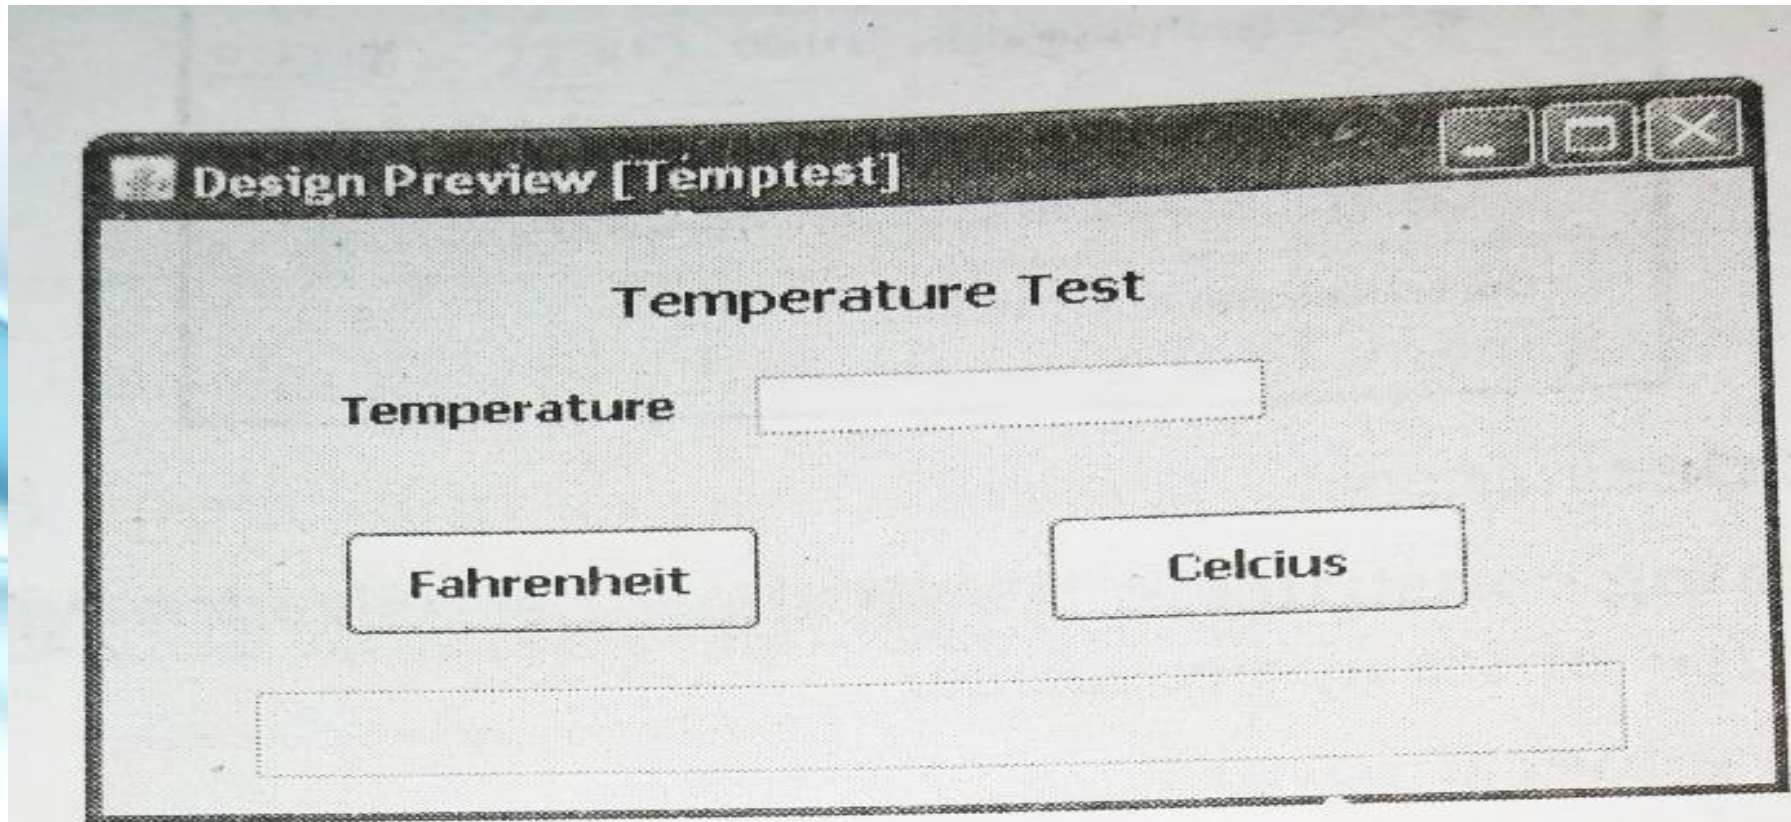 Design Preview [Temptest]
Temperature Test
Temperature
Fahrenheit
Celcius